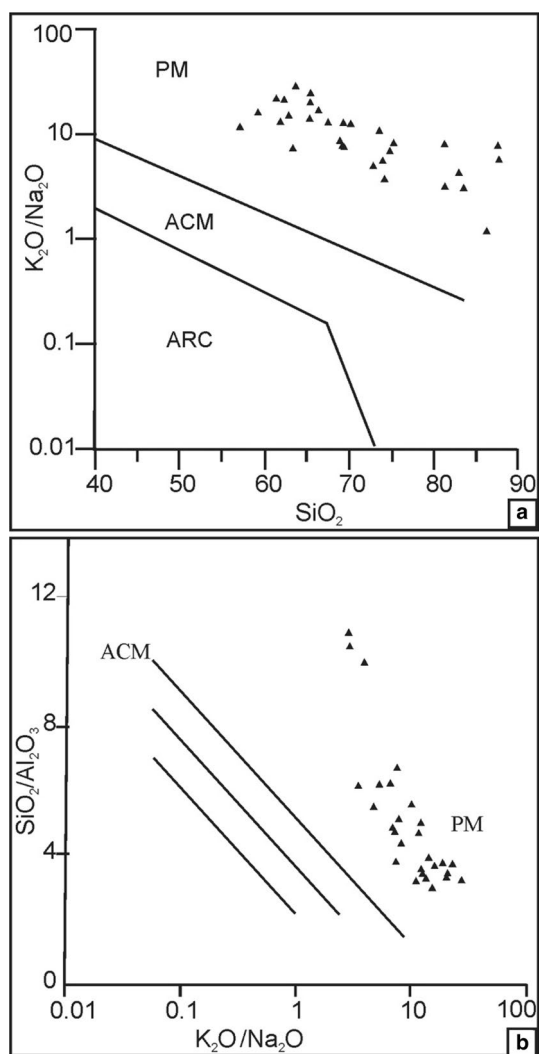 100
PM
10
K₂O/Na₂O
ACM
1
ARC
0.1
0.01
40 50 60 70 80 90
SiO₂
a
12
ACM
SiO₂/Al₂O₃
8
PM
4
0
0.01 0.1 1 10 100
K₂O/Na₂O
b